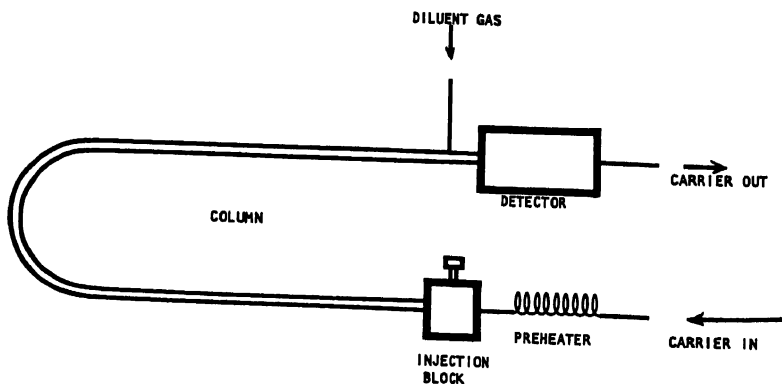 DILUENT GAS
CARRIER OUT
DETECTOR
COLUMN
PREHEATER
CARRIER IN
INJECTION
BLOCK